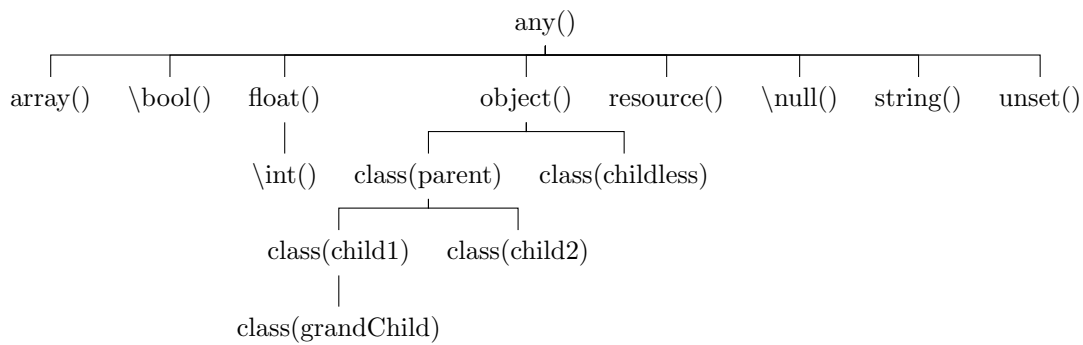 any()
array() \bool() float() object() resource() \null() string() unset()
\int() class(parent) class(childless)
class(child1) class(child2)
class(grandChild)